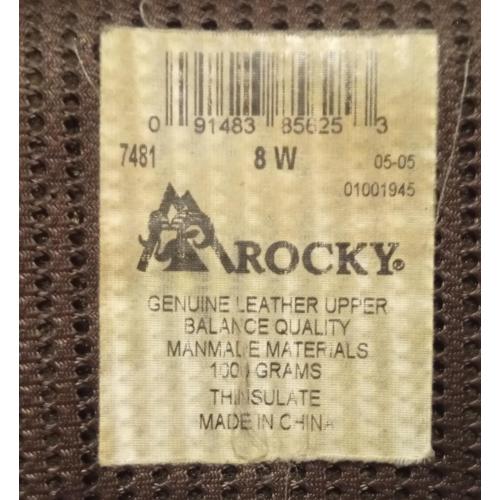 0 91483 85625 3
7481 8 W 05-05
01001945
ROCKY®
GENUINE LEATHER UPPER
BALANCE QUALITY
MANMADE MATERIALS
1000 GRAMS
THINSULATE
MADE IN CHINA